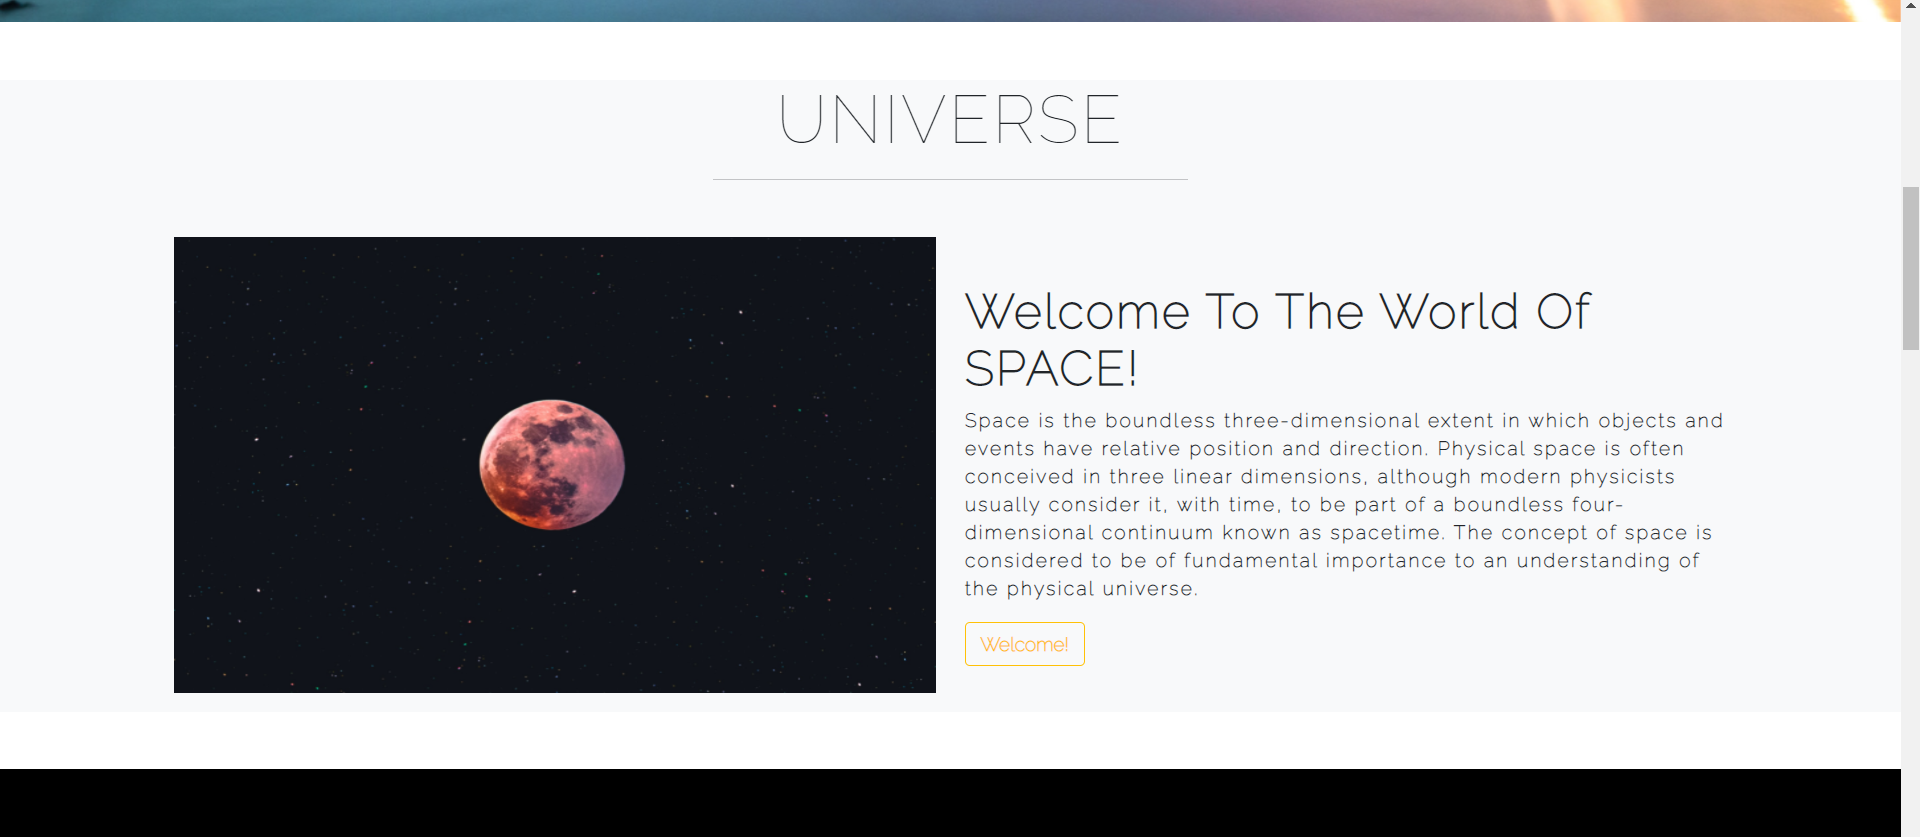 UNIVERSE
Welcome To The World Of
SPACE!
Space is the boundless three-dimensional extent in which objects and
events have relative position and direction. Physical space is often
conceived in three linear dimensions, although modern physicists
usually consider it, with time, to be part of a boundless four-
dimensional continuum known as spacetime. The concept of space is
considered to be of fundamental importance to an understanding of
the physical universe.
Welcome!